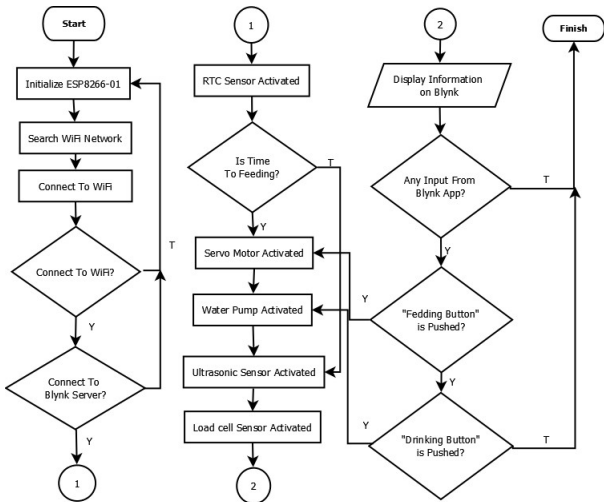 Start
Initialize ESP8266-01
Search WiFi Network
Connect To WiFi
Connect To WiFi?
T
Y
Connect To
Blynk Server?
Y
1
1
RTC Sensor Activated
Is Time
To Feeding?
T
Y
Servo Motor Activated
Water Pump Activated
Ultrasonic Sensor Activated
Load cell Sensor Activated
2
2
Display Information
on Blynk
Any Input From
Blynk App?
T
Y
"Fedding Button"
is Pushed?
Y
Y
"Drinking Button"
is Pushed?
Y
T
Finish